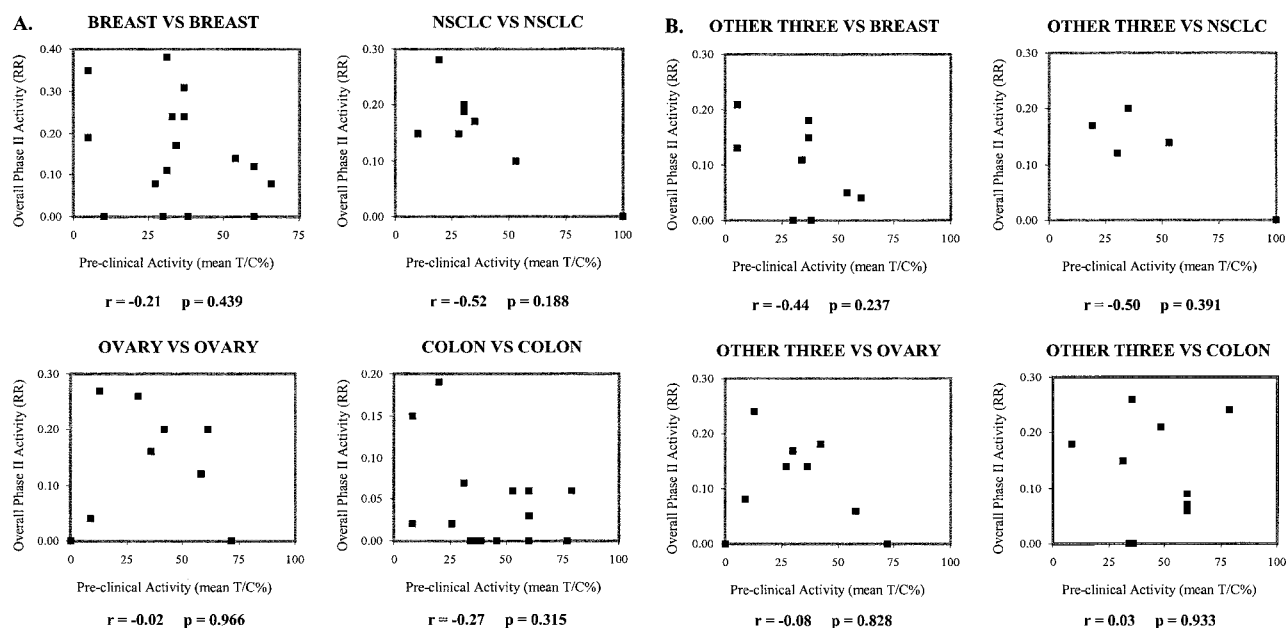 A.
BREAST VS BREAST
Overall Phase II Activity (RR)
0.40
0.30
0.20
0.10
0.00
0
25
50
75
Pre-clinical Activity (mean T/C%)
r = -0.21 p = 0.439
NSCLC VS NSCLC
Overall Phase II Activity (RR)
0.30
0.20
0.10
0.00
0
50
100
Pre-clinical Activity (mean T/C%)
r = -0.52 p = 0.188
OVARY VS OVARY
Overall Phase II Activity (RR)
0.30
0.20
0.10
0.00
0
25
50
75
100
Pre-clinical Activity (mean T/C%)
r = -0.02 p = 0.966
COLON VS COLON
Overall Phase II Activity (RR)
0.20
0.15
0.10
0.05
0.00
0
25
50
75
100
Pre-clinical Activity (mean T/C%)
r = -0.27 p = 0.315
B.
OTHER THREE VS BREAST
Overall Phase II Activity (RR)
0.30
0.20
0.10
0.00
0
25
50
75
100
Pre-clinical Activity (mean T/C%)
r = -0.44 p = 0.237
OTHER THREE VS NSCLC
Overall Phase II Activity (RR)
0.30
0.20
0.10
0.00
0
25
50
75
100
Pre-clinical Activity (mean T/C%)
r = -0.50 p = 0.391
OTHER THREE VS OVARY
Overall Phase II Activity (RR)
0.30
0.20
0.10
0.00
0
25
50
75
100
Pre-clinical Activity (mean T/C%)
r = -0.08 p = 0.828
OTHER THREE VS COLON
Overall Phase II Activity (RR)
0.30
0.20
0.10
0.00
0
25
50
75
100
Pre-clinical Activity (mean T/C%)
r = 0.03 p = 0.933